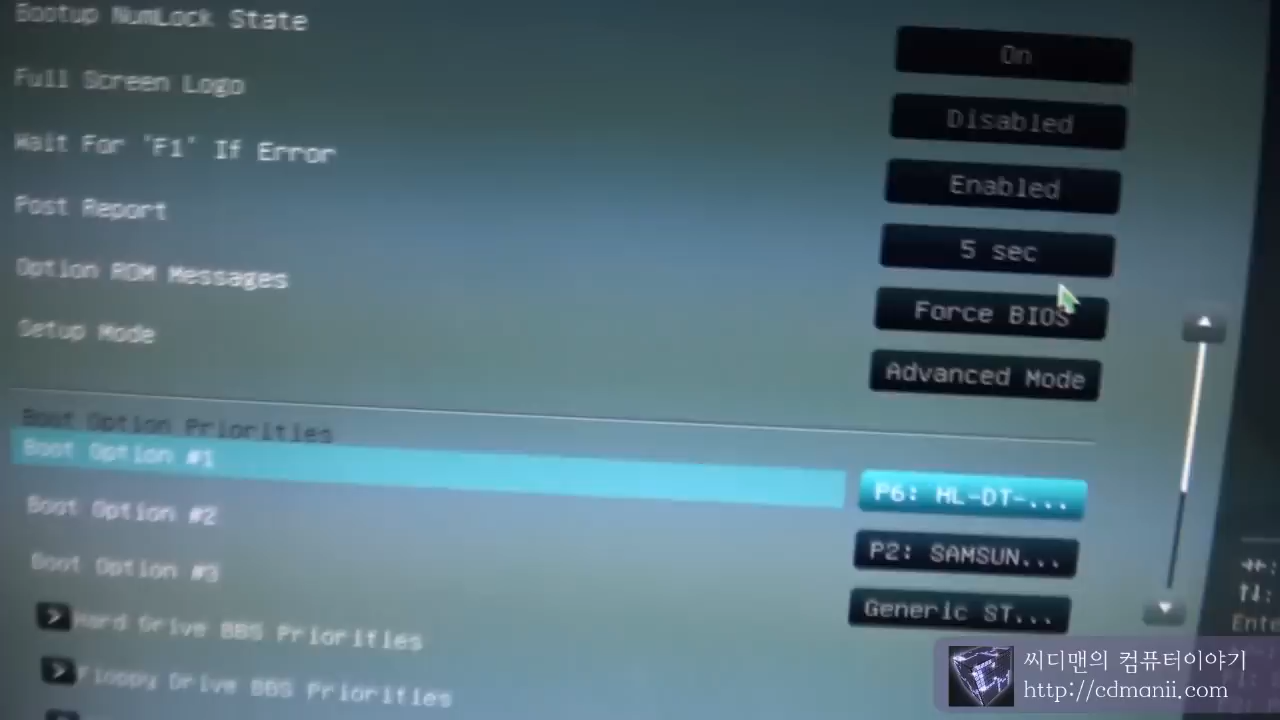 Bootup NumLock State
On
Full Screen Logo
Disabled
Wait For 'F1' If Error
Enabled
Post Report
5 sec
Option ROM Messages
Force BIOS
Setup Mode
Advanced Mode
Boot Option Priorities
Boot Option #1
P6: HL-DT-...
Boot Option #2
P2: SAMSUN...
Boot Option #3
Generic ST...
Hard Drive BBS Priorities
Floppy Drive BBS Priorities
씨디맨의 컴퓨터이야기
http://cdmanii.com